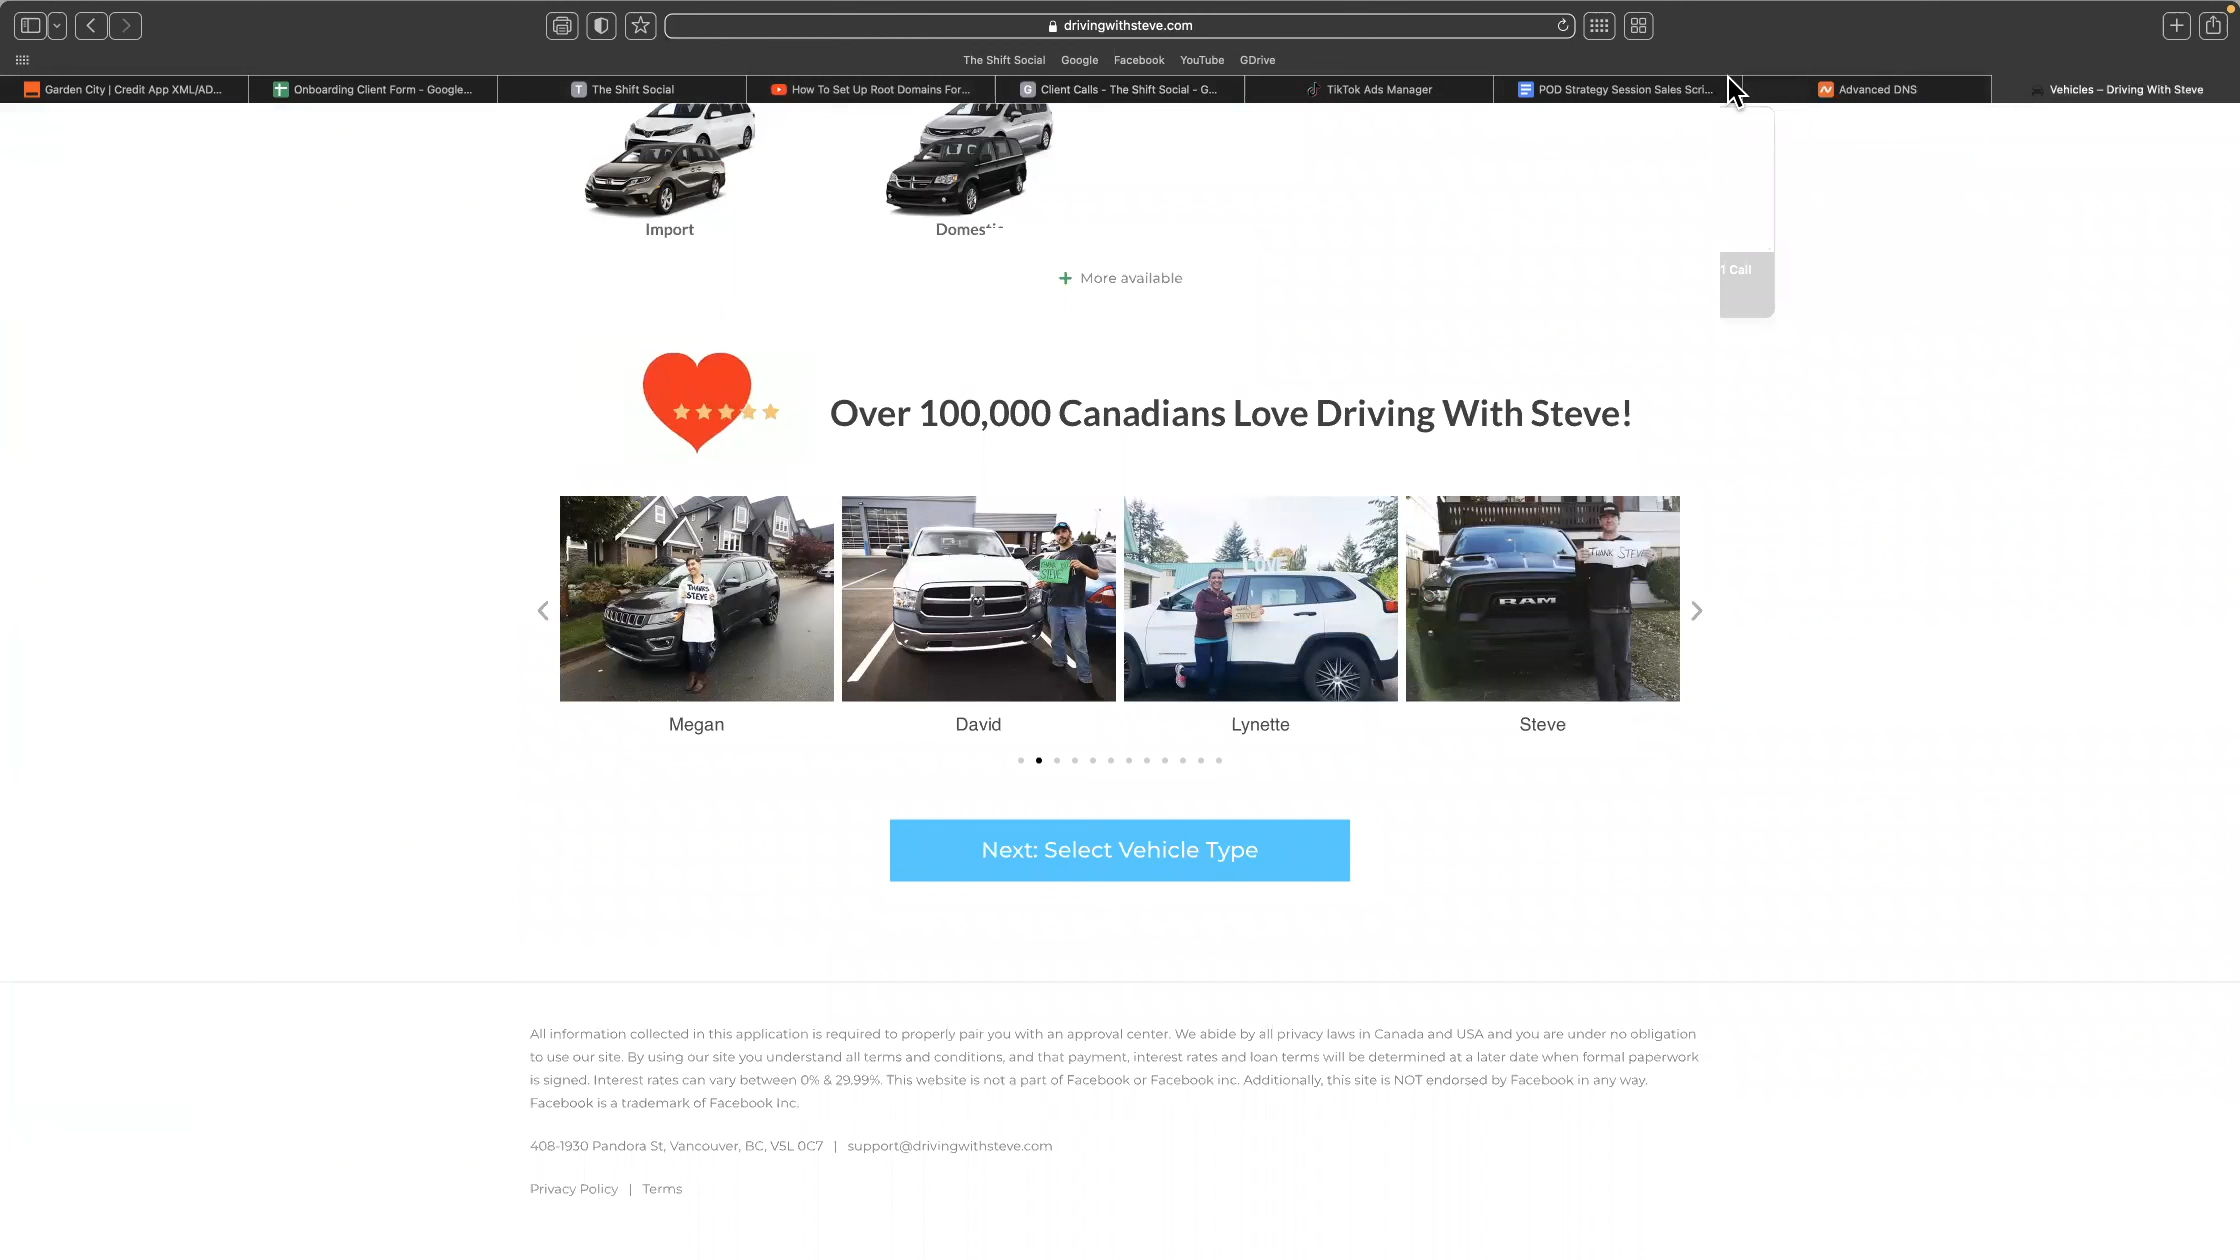 drivingwithsteve.com
The Shift Social Google Facebook YouTube GDrive
Garden City | Credit App XML/AD...
Onboarding Client Form - Google...
The Shift Social
How To Set Up Root Domains For...
Client Calls - The Shift Social - G...
TikTok Ads Manager
POD Strategy Session Sales Scri...
Advanced DNS
Vehicles – Driving With Steve
Import
1 Call
+ More available
Over 100,000 Canadians Love Driving With Steve!
THANKS
STEVE
STEVE
LOVE
STEVE
THANK STEVE
RAM
Megan
David
Lynette
Steve
Next: Select Vehicle Type
All information collected in this application is required to properly pair you with an approval center. We abide by all privacy laws in Canada and USA and you are under no obligation
to use our site. By using our site you understand all terms and conditions, and that payment, interest rates and loan terms will be determined at a later date when formal paperwork
is signed. Interest rates can vary between 0% & 29.99%. This website is not a part of Facebook or Facebook inc. Additionally, this site is NOT endorsed by Facebook in any way.
Facebook is a trademark of Facebook Inc.
408-1930 Pandora St, Vancouver, BC, V5L 0C7 | support@drivingwithsteve.com
Privacy Policy | Terms